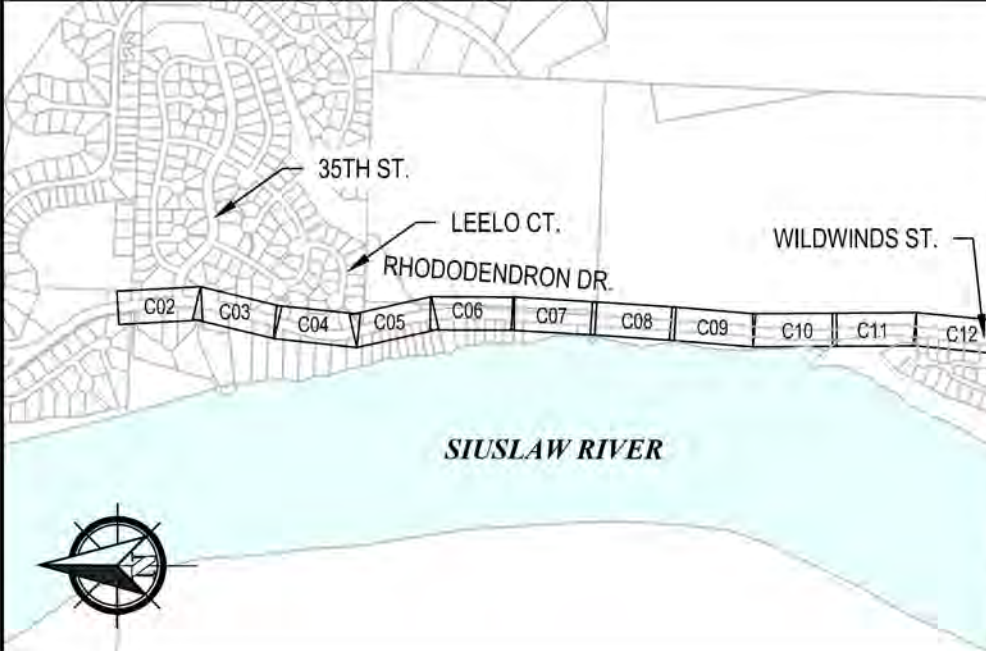 35TH ST.
LEELO CT.
WILDWINDS ST.
RHODODENDRON DR.
C02
C03
C04
C05
C06
C07
C08
C09
C10
C11
C12
SIUSLAW RIVER
N